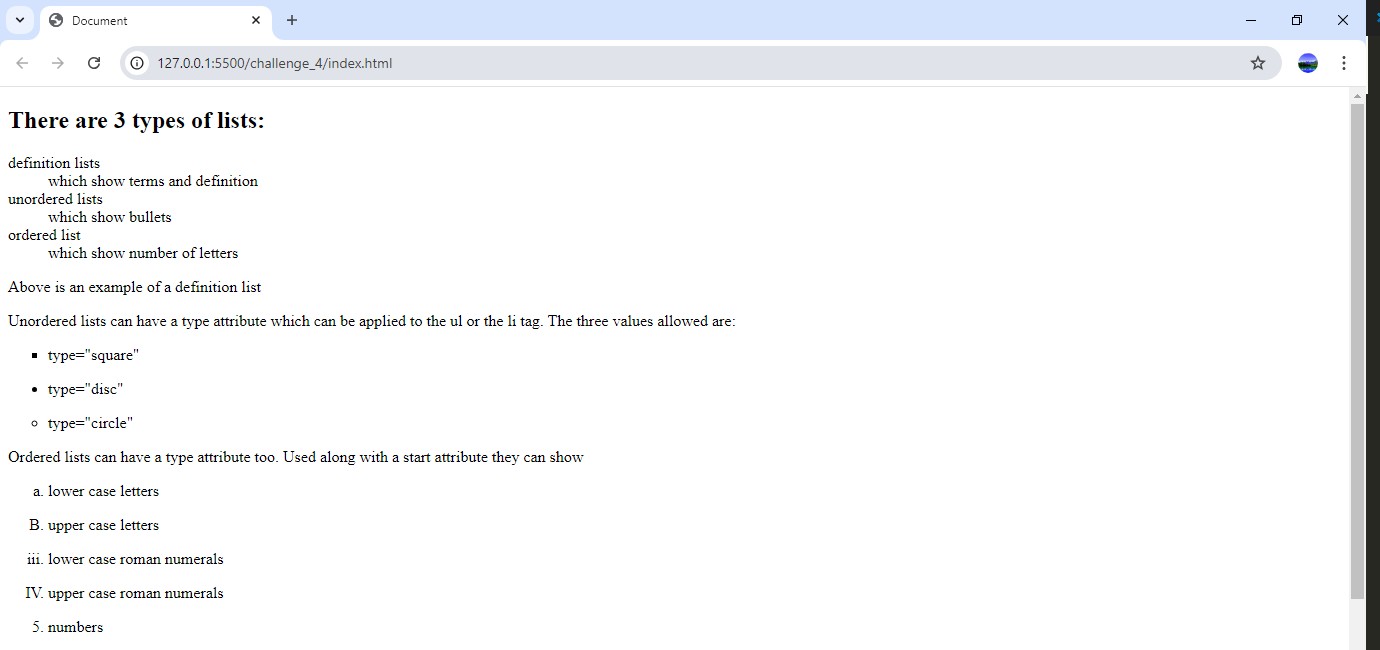 Document
127.0.0.1:5500/challenge_4/index.html
There are 3 types of lists:
definition lists
which show terms and definition
unordered lists
which show bullets
ordered list
which show number of letters
Above is an example of a definition list
Unordered lists can have a type attribute which can be applied to the ul or the li tag. The three values allowed are:
type="square"
type="disc"
type="circle"
Ordered lists can have a type attribute too. Used along with a start attribute they can show
a. lower case letters
B. upper case letters
iii. lower case roman numerals
IV. upper case roman numerals
5. numbers